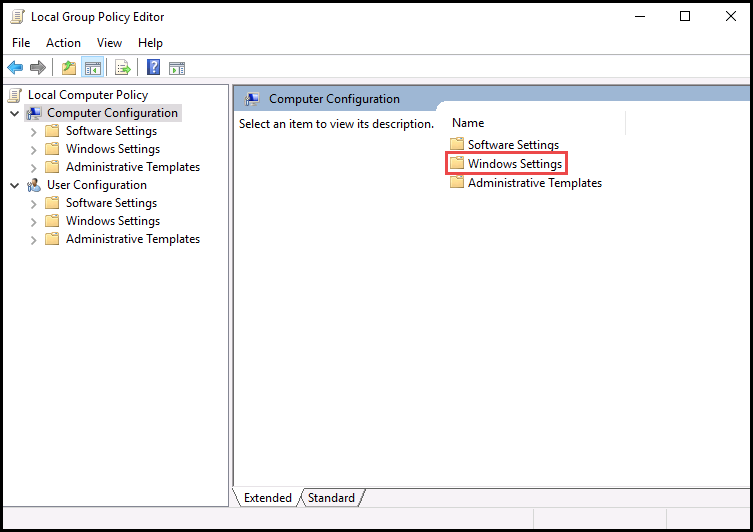 Local Group Policy Editor
File Action View Help
Local Computer Policy
Computer Configuration
Software Settings
Windows Settings
Administrative Templates
User Configuration
Software Settings
Windows Settings
Administrative Templates
Computer Configuration
Select an item to view its description.
Name
Software Settings
Windows Settings
Administrative Templates
Extended Standard